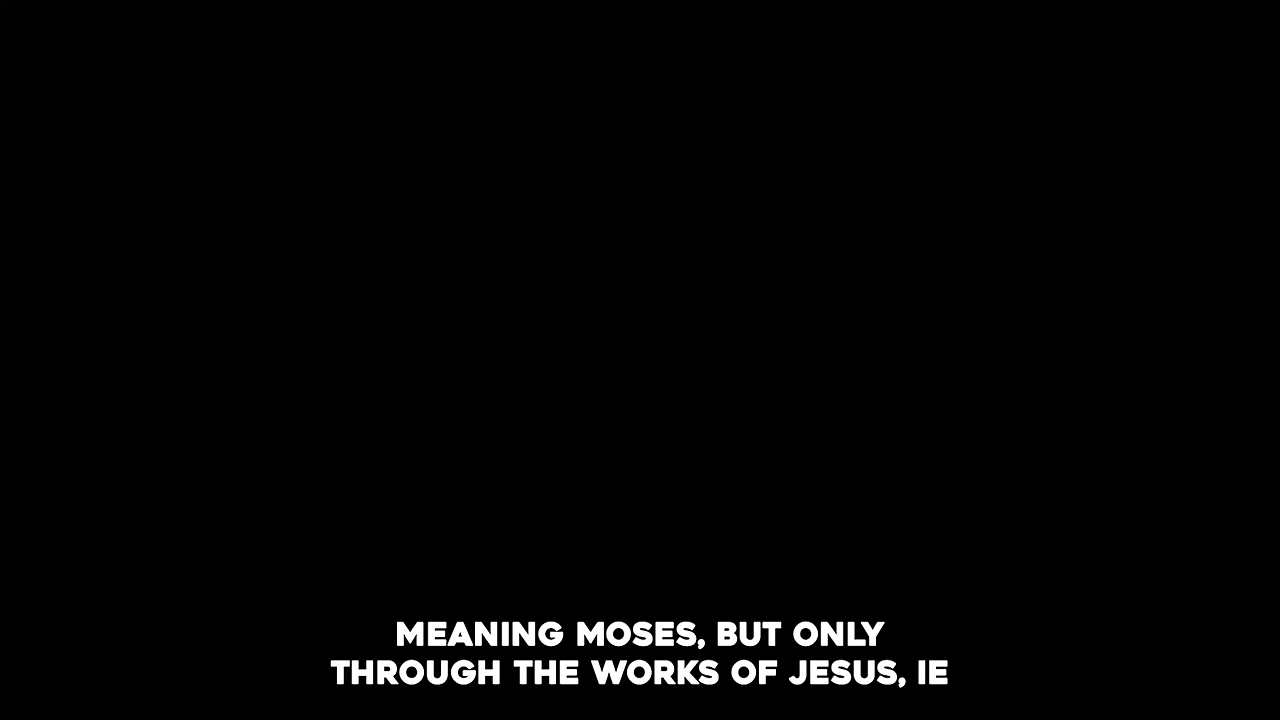 MEANING MOSES, BUT ONLY
THROUGH THE WORKS OF JESUS, IE